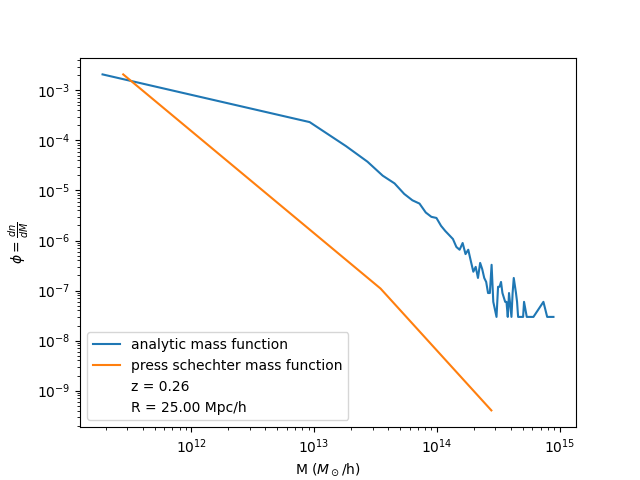 10⁻³
10⁻⁴
10⁻⁵
10⁻⁶
10⁻⁷
10⁻⁸
10⁻⁹
ϕ = dn/dM
analytic mass function
press schechter mass function
z = 0.26
R = 25.00 Mpc/h
10¹² 10¹³ 10¹⁴ 10¹⁵
M (M⊙/h)